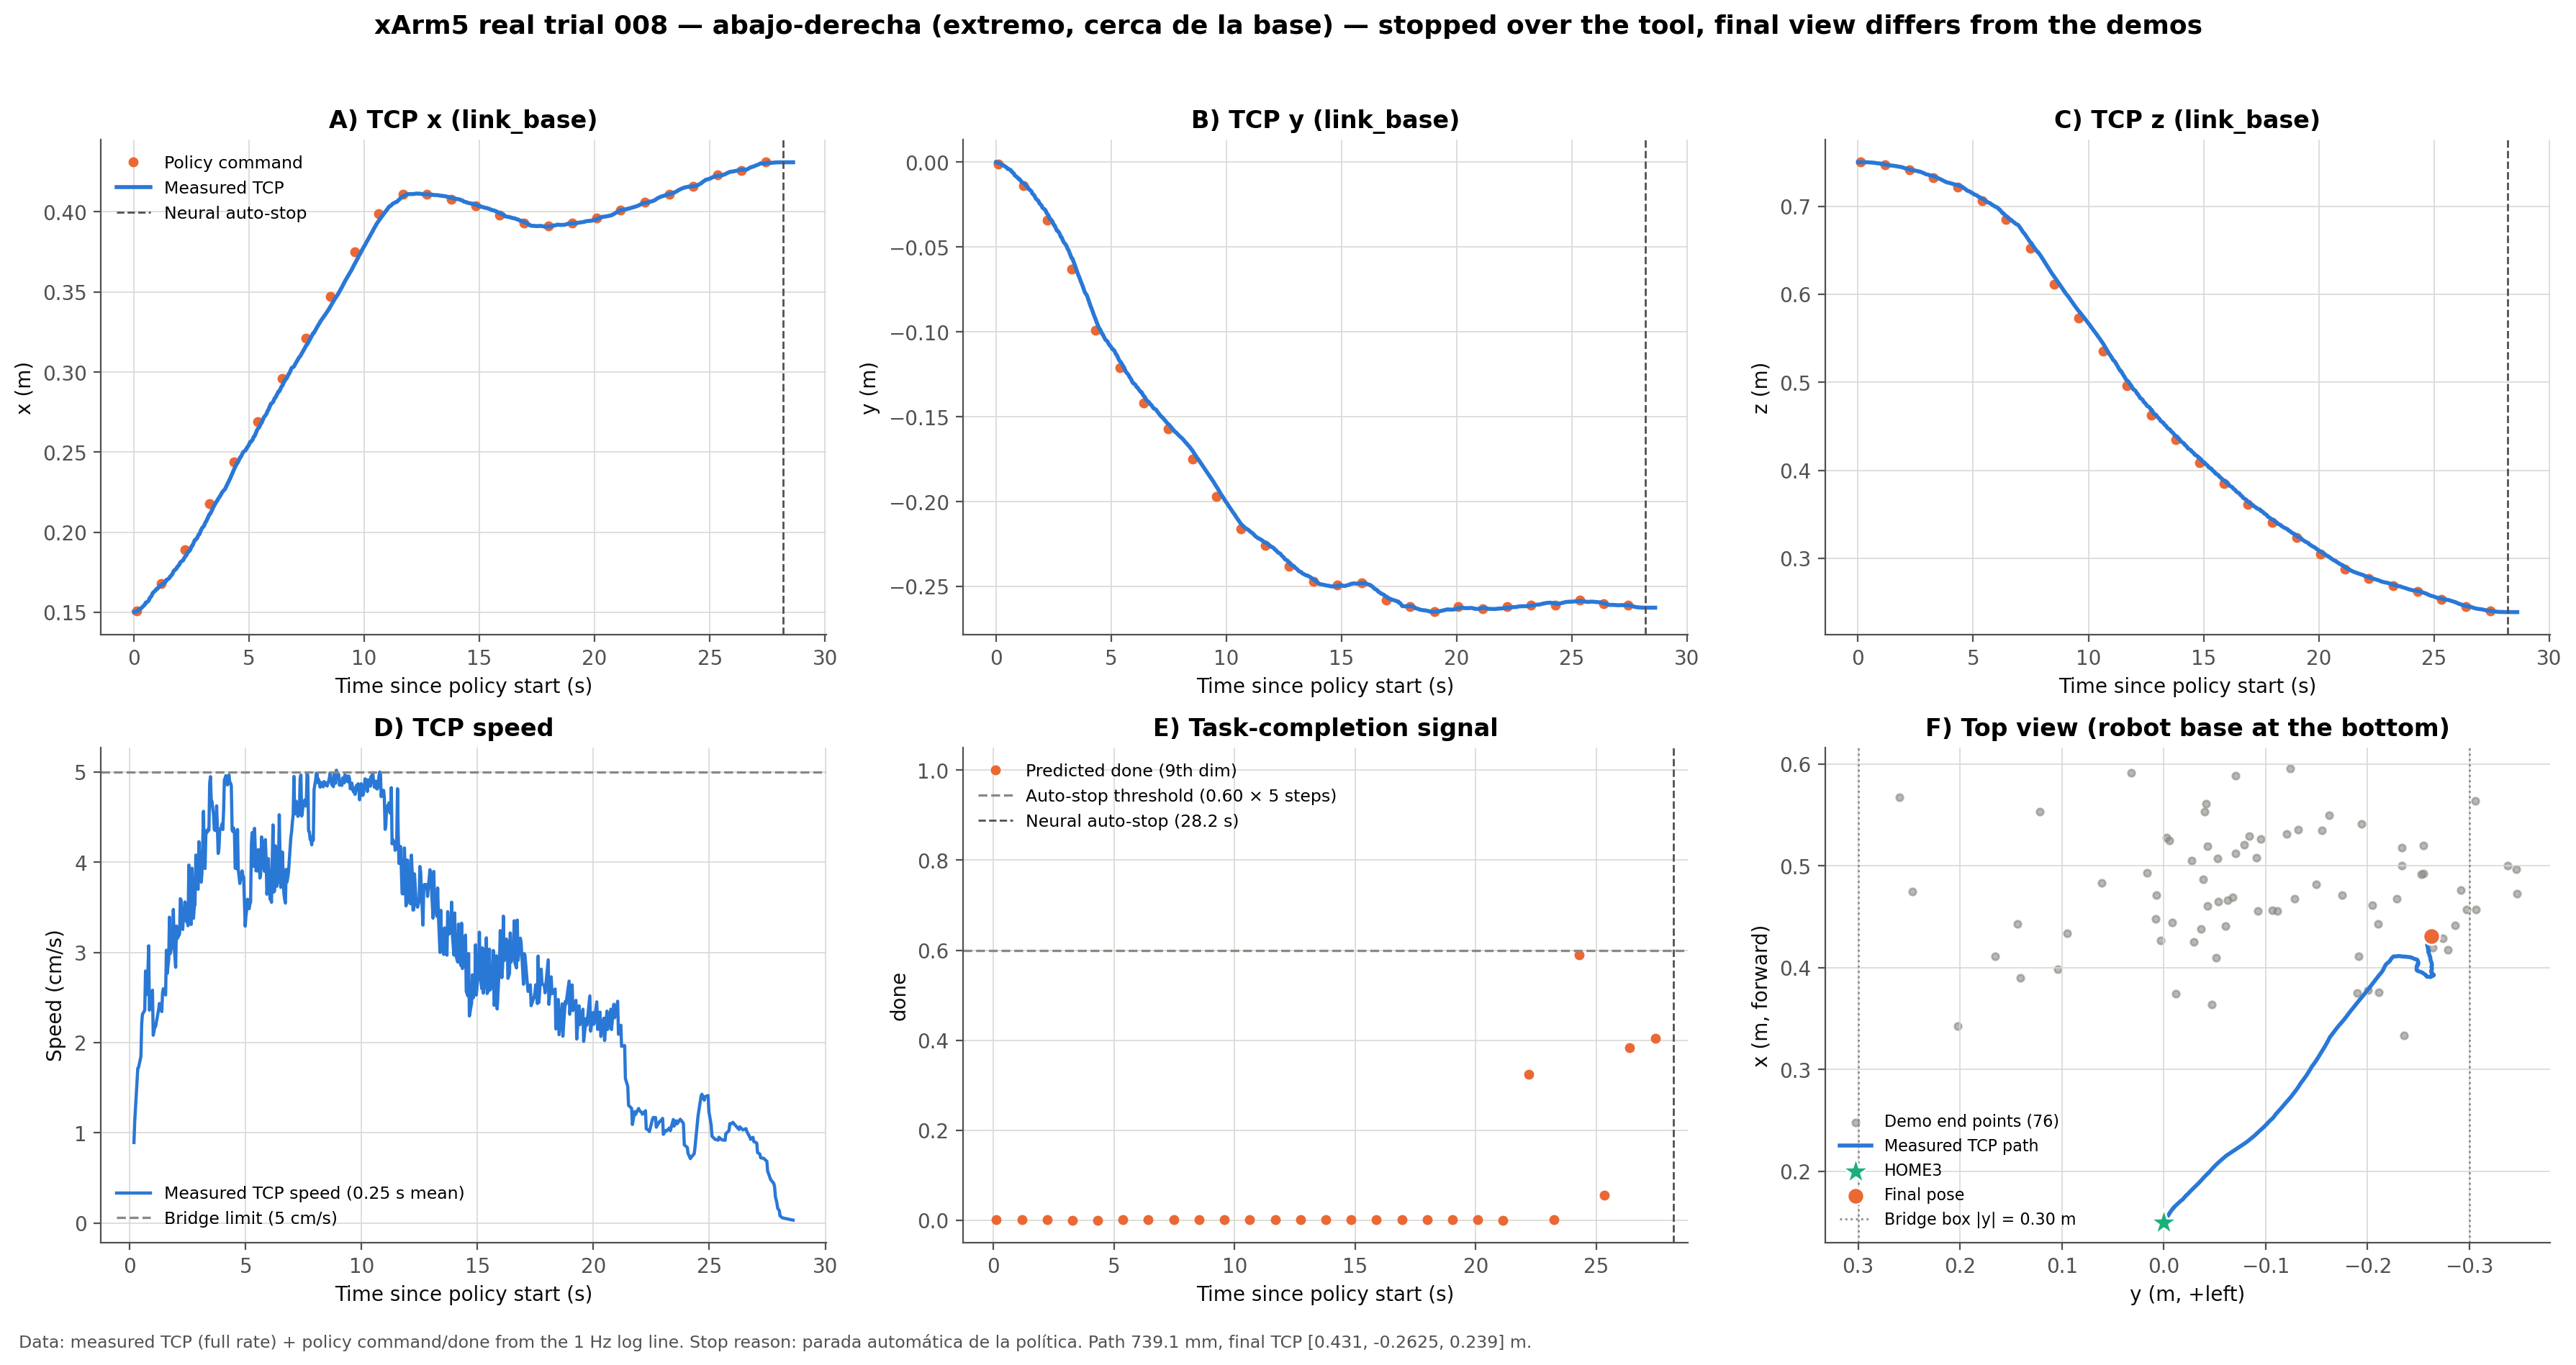 xArm5 real trial 008 — abajo-derecha (extremo, cerca de la base) — stopped over the tool, final view differs from the demos
A) TCP x (link_base)
Policy command
Measured TCP
Neural auto-stop
x (m)
0.40
0.35
0.30
0.25
0.20
0.15
0 5 10 15 20 25 30
Time since policy start (s)
B) TCP y (link_base)
y (m)
0.00
−0.05
−0.10
−0.15
−0.20
−0.25
0 5 10 15 20 25 30
Time since policy start (s)
C) TCP z (link_base)
z (m)
0.7
0.6
0.5
0.4
0.3
0 5 10 15 20 25 30
Time since policy start (s)
D) TCP speed
Speed (cm/s)
5
4
3
2
1
0
Measured TCP speed (0.25 s mean)
Bridge limit (5 cm/s)
0 5 10 15 20 25 30
Time since policy start (s)
E) Task-completion signal
Predicted done (9th dim)
Auto-stop threshold (0.60 × 5 steps)
Neural auto-stop (28.2 s)
done
1.0
0.8
0.6
0.4
0.2
0.0
0 5 10 15 20 25
Time since policy start (s)
F) Top view (robot base at the bottom)
x (m, forward)
0.6
0.5
0.4
0.3
0.2
Demo end points (76)
Measured TCP path
HOME3
Final pose
Bridge box |y| = 0.30 m
0.3 0.2 0.1 0.0 −0.1 −0.2 −0.3
y (m, +left)
Data: measured TCP (full rate) + policy command/done from the 1 Hz log line. Stop reason: parada automática de la política. Path 739.1 mm, final TCP [0.431, -0.2625, 0.239] m.